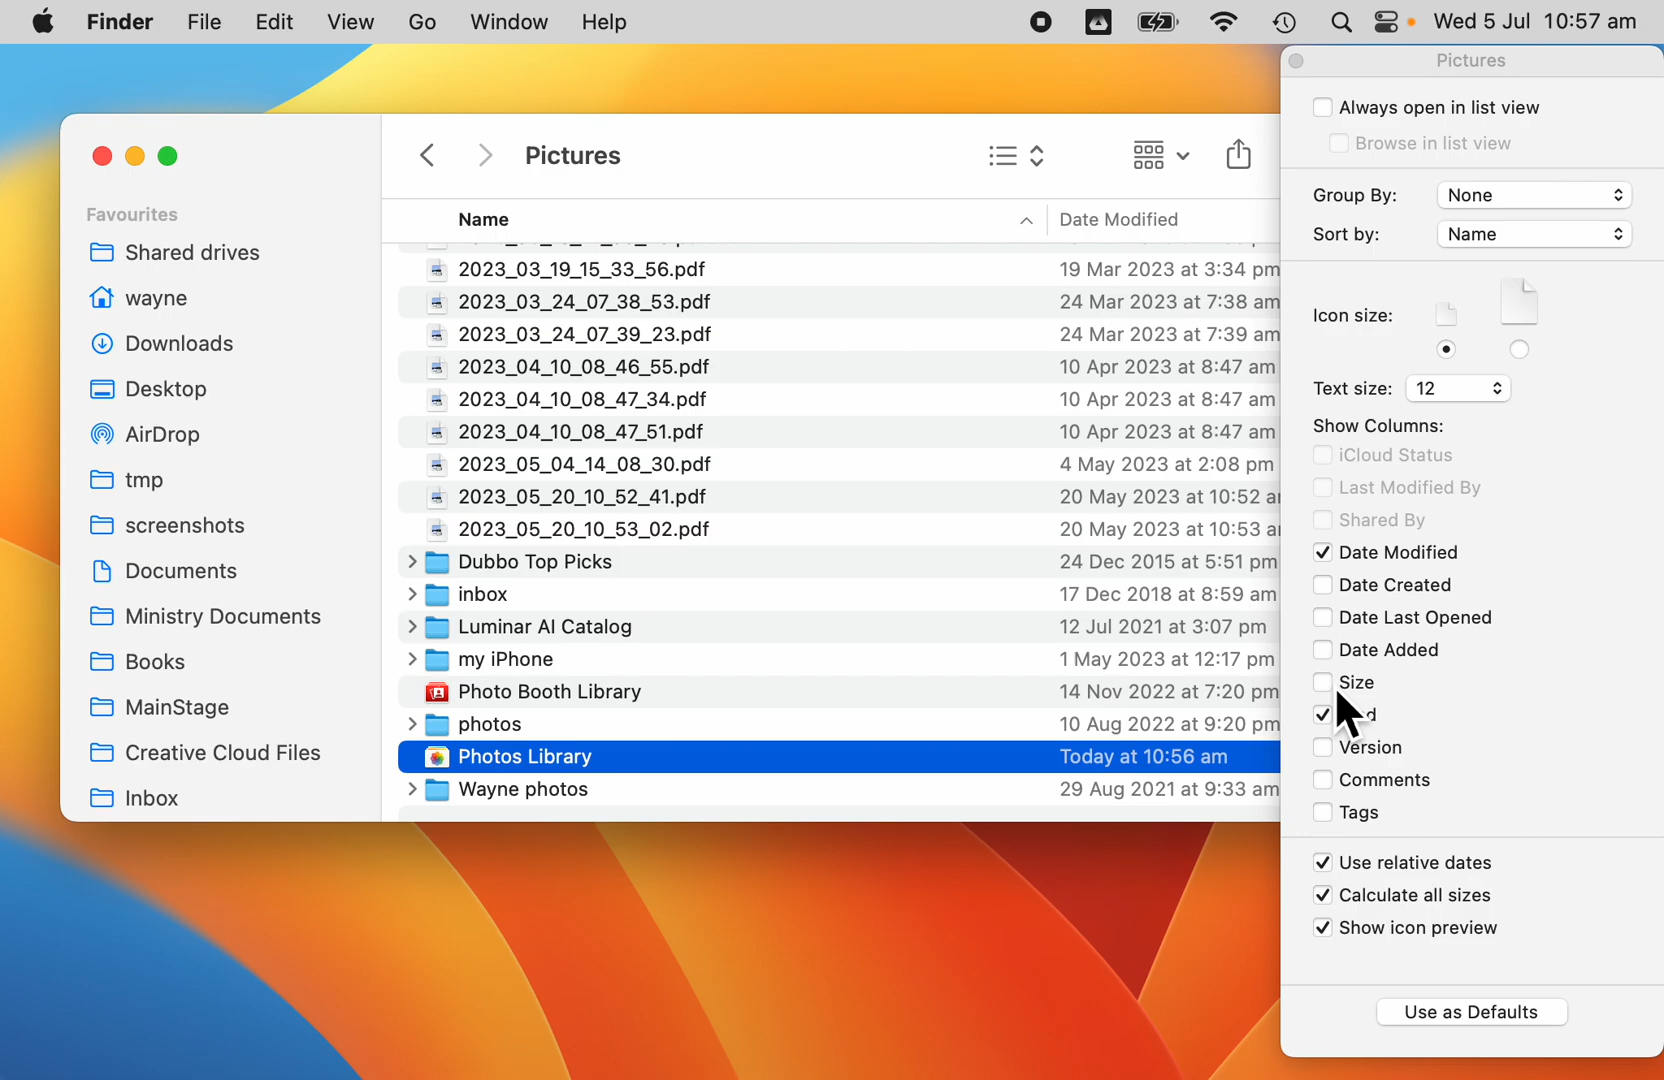 Finder File Edit View Go Window Help Wed 5 Jul 10:57 am
Pictures
Always open in list view
Browse in list view
Group By: None
Sort by: Name
Icon size:
Text size: 12
Show Columns:
iCloud Status
Last Modified By
Shared By
Date Modified
Date Created
Date Last Opened
Date Added
Size
Version
Comments
Tags
Use relative dates
Calculate all sizes
Show icon preview
Use as Defaults
Pictures
Favourites
Shared drives
wayne
Downloads
Desktop
AirDrop
tmp
screenshots
Documents
Ministry Documents
Books
MainStage
Creative Cloud Files
Inbox
Name Date Modified
2023_03_19_15_33_56.pdf 19 Mar 2023 at 3:34 pm
2023_03_24_07_38_53.pdf 24 Mar 2023 at 7:38 am
2023_03_24_07_39_23.pdf 24 Mar 2023 at 7:39 am
2023_04_10_08_46_55.pdf 10 Apr 2023 at 8:47 am
2023_04_10_08_47_34.pdf 10 Apr 2023 at 8:47 am
2023_04_10_08_47_51.pdf 10 Apr 2023 at 8:47 am
2023_05_04_14_08_30.pdf 4 May 2023 at 2:08 pm
2023_05_20_10_52_41.pdf 20 May 2023 at 10:52
2023_05_20_10_53_02.pdf 20 May 2023 at 10:53
Dubbo Top Picks 24 Dec 2015 at 5:51 pm
inbox 17 Dec 2018 at 8:59 am
Luminar AI Catalog 12 Jul 2021 at 3:07 pm
my iPhone 1 May 2023 at 12:17 pm
Photo Booth Library 14 Nov 2022 at 7:20 pm
photos 10 Aug 2022 at 9:20 pm
Photos Library Today at 10:56 am
Wayne photos 29 Aug 2021 at 9:33 am